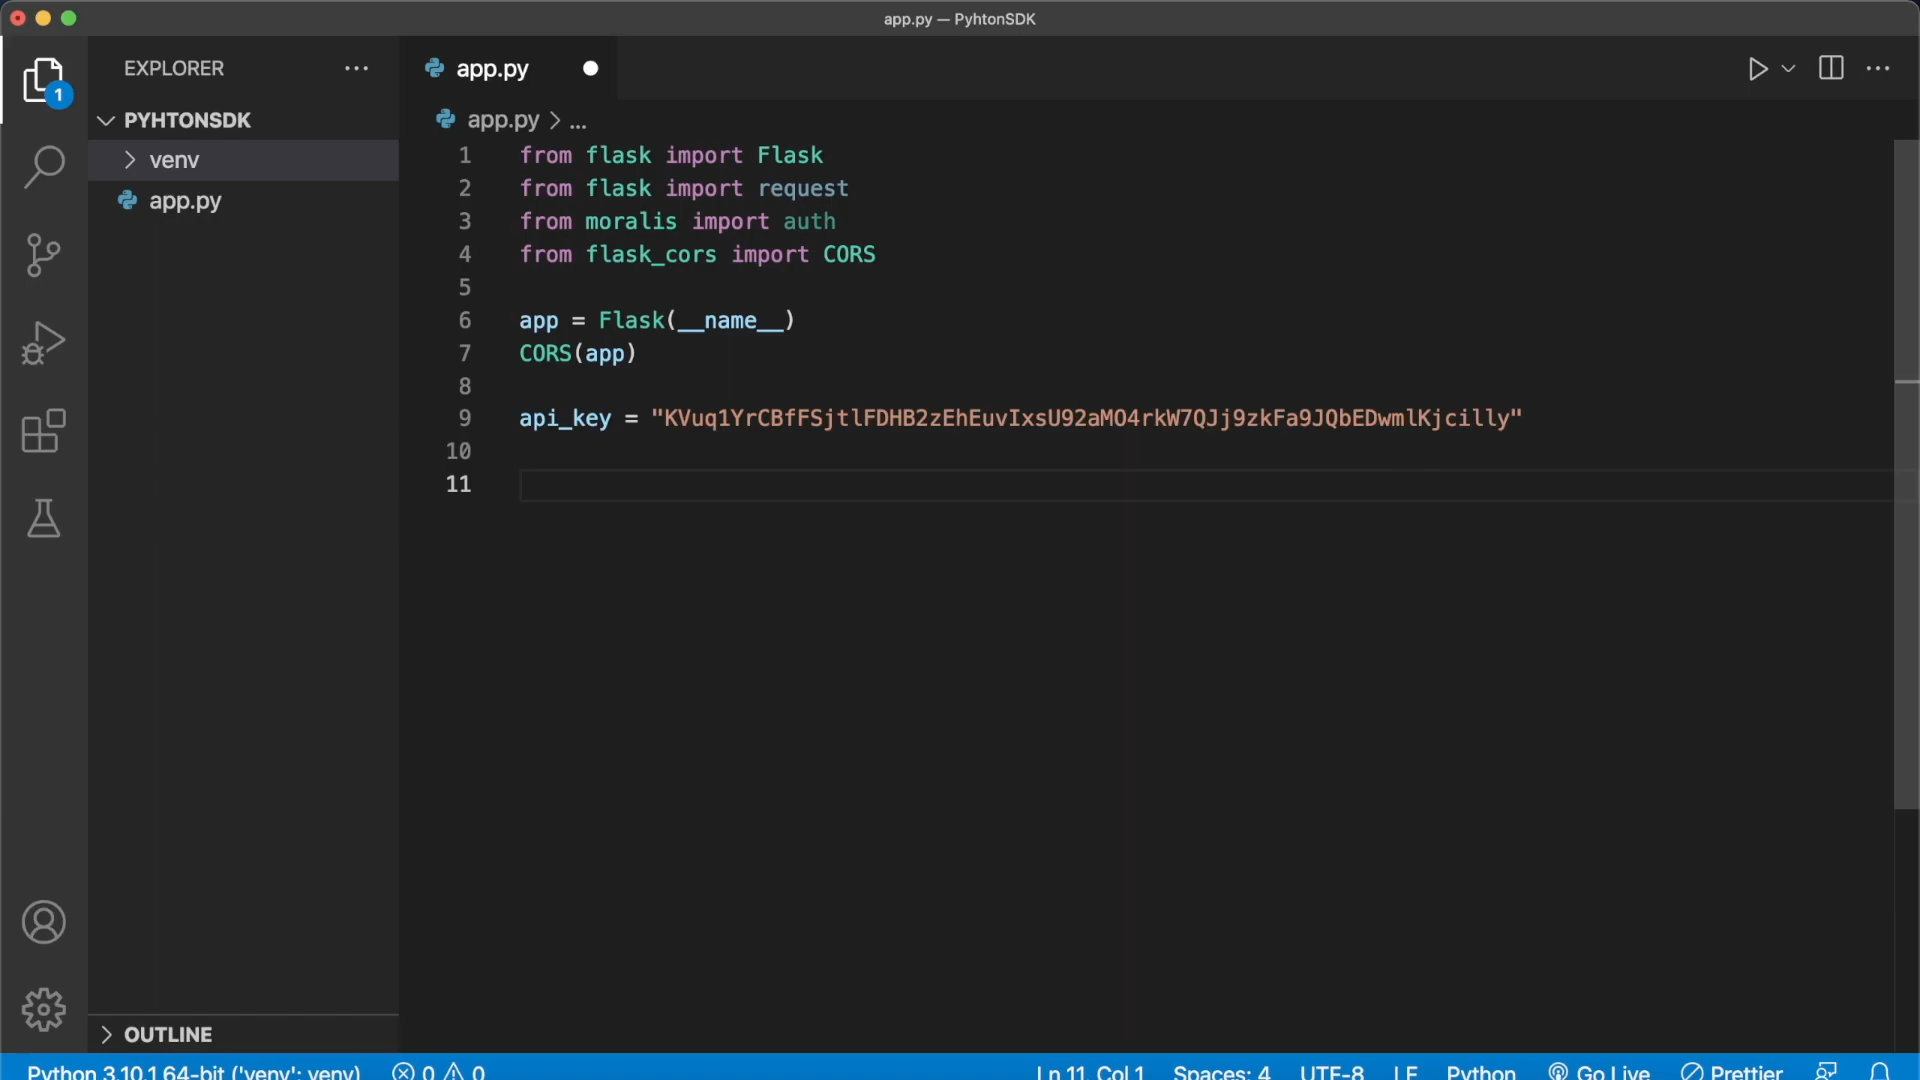 app.py — PyhtonSDK
EXPLORER
app.py
1
PYHTONSDK
app.py > ...
venv
app.py
1 from flask import Flask
2 from flask import request
3 from moralis import auth
4 from flask_cors import CORS
5
6 app = Flask(__name__)
7 CORS(app)
8
9 api_key = "KVuq1YrCBfFSjtlFDHB2zEhEuvIxsU92aMO4rkW7QJj9zkFa9JQbEDwmlKjcilly"
10
11
OUTLINE
Python 3.10.1 64-bit ('venv': venv) 0 0 Ln 11, Col 1 Spaces: 4 UTF-8 LF Python Go Live Prettier